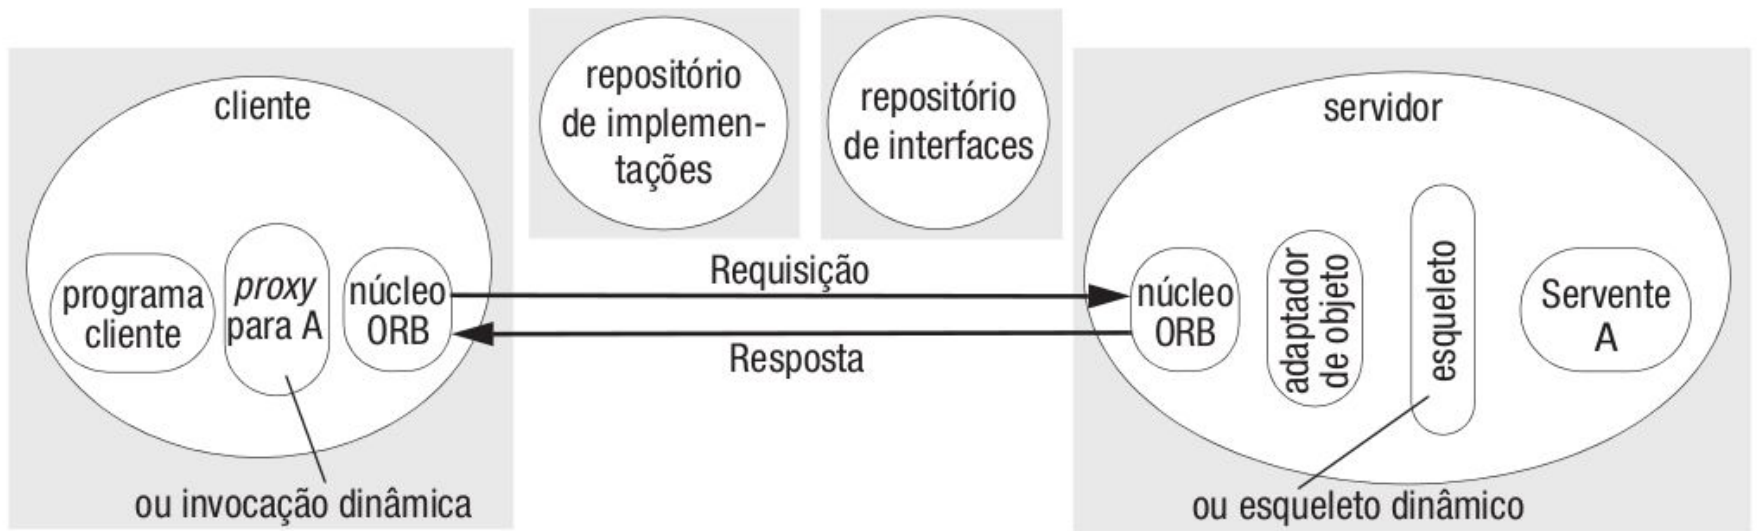 cliente
programa
cliente
proxy
para A
núcleo
ORB
ou invocação dinâmica
repositório
de implemen-
tações
repositório
de interfaces
Requisição
Resposta
servidor
núcleo
ORB
adaptador
de objeto
esqueleto
Servente
A
ou esqueleto dinâmico